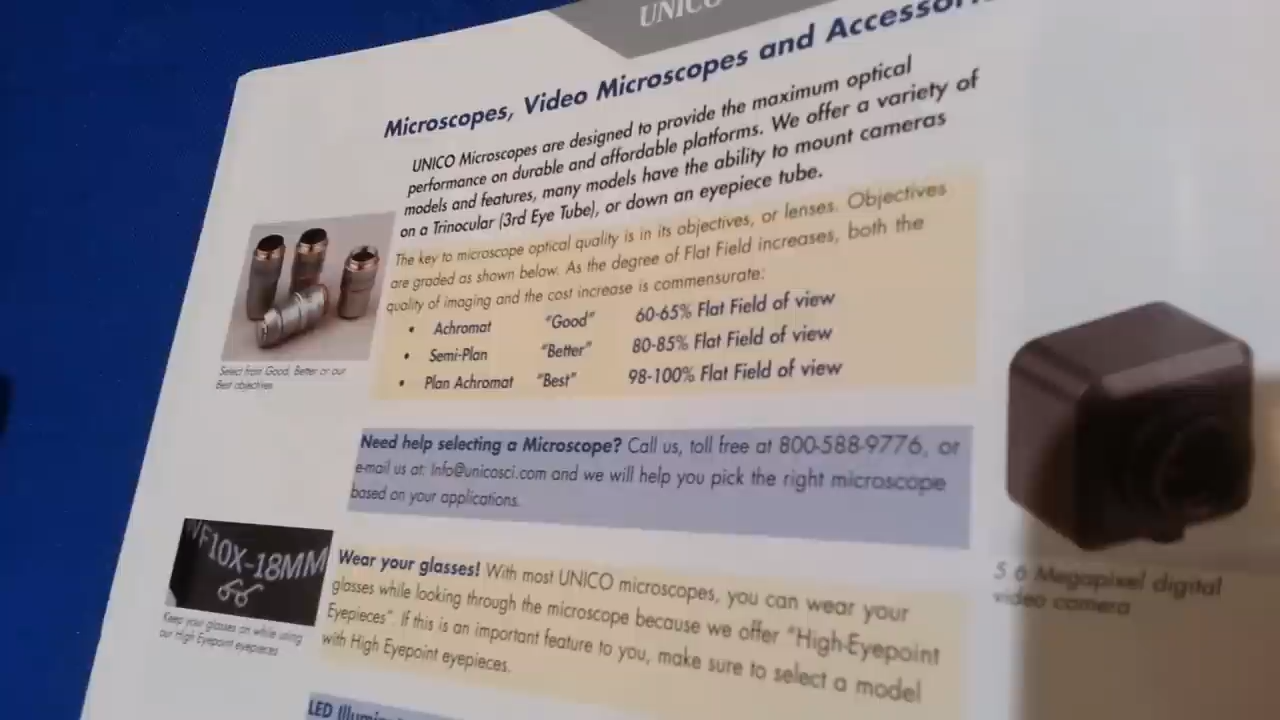 UNICO
Microscopes, Video Microscopes and Accessori
UNICO Microscopes are designed to provide the maximum optical
performance on durable and affordable platforms. We offer a variety of
models and features, many models have the ability to mount cameras
on a Trinocular (3rd Eye Tube), or down an eyepiece tube.
The key to microscope optical quality is in its objectives, or lenses. Objectives
are graded as shown below. As the degree of Flat Field increases, both the
quality of imaging and the cost increase is commensurate:
• Achromat "Good" 60-65% Flat Field of view
• Semi-Plan "Better" 80-85% Flat Field of view
• Plan Achromat "Best" 98-100% Flat Field of view
Select from Good, Better or our
Best objectives
Need help selecting a Microscope? Call us, toll free at 800-588-9776, or
e-mail us at: Info@unicosci.com and we will help you pick the right microscope
based on your applications.
WF10X-18MM
Keep your glasses on while using
our High Eyepoint eyepieces
Wear your glasses! With most UNICO microscopes, you can wear your
glasses while looking through the microscope because we offer "High-Eyepoint
Eyepieces". If this is an important feature to you, make sure to select a model
with High Eyepoint eyepieces.
5 6 Megapixel digital
video camera
LED Illumin